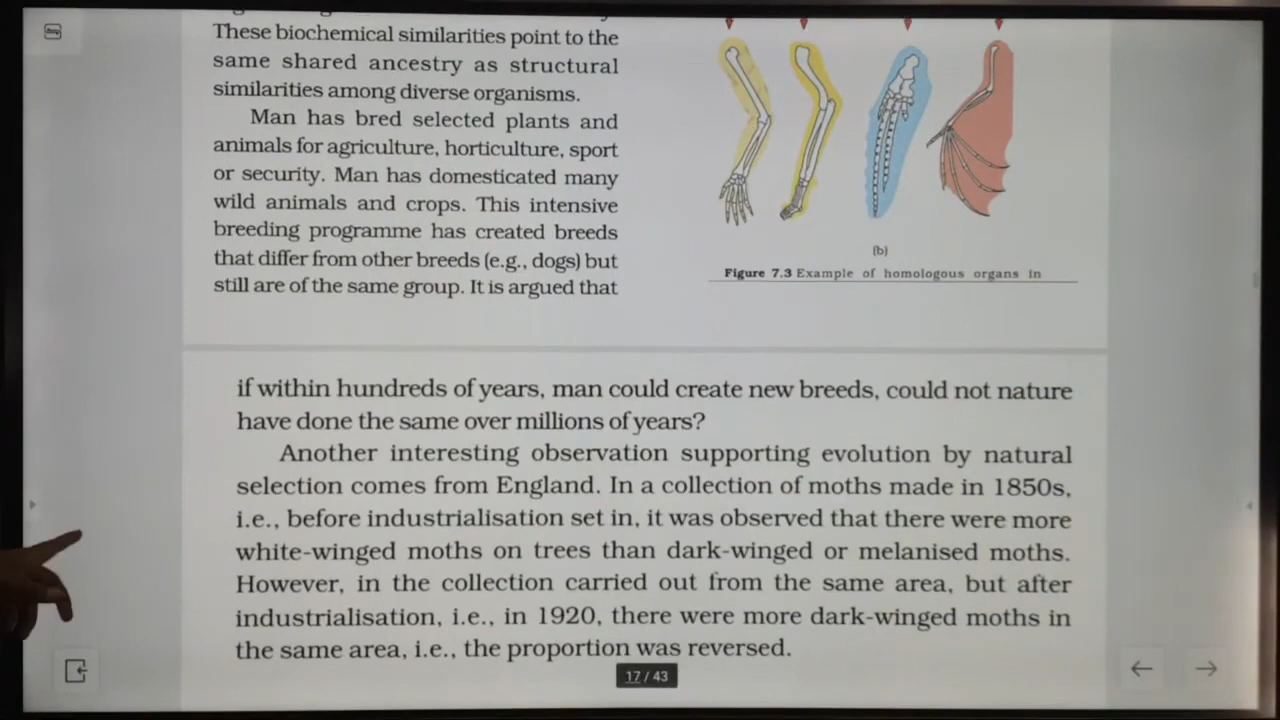 These biochemical similarities point to the
same shared ancestry as structural
similarities among diverse organisms.
Man has bred selected plants and
animals for agriculture, horticulture, sport
or security. Man has domesticated many
wild animals and crops. This intensive
breeding programme has created breeds
that differ from other breeds (e.g., dogs) but
still are of the same group. It is argued that
(b)
Figure 7.3 Example of homologous organs in
if within hundreds of years, man could create new breeds, could not nature
have done the same over millions of years?
Another interesting observation supporting evolution by natural
selection comes from England. In a collection of moths made in 1850s,
i.e., before industrialisation set in, it was observed that there were more
white-winged moths on trees than dark-winged or melanised moths.
However, in the collection carried out from the same area, but after
industrialisation, i.e., in 1920, there were more dark-winged moths in
the same area, i.e., the proportion was reversed.
17 / 43